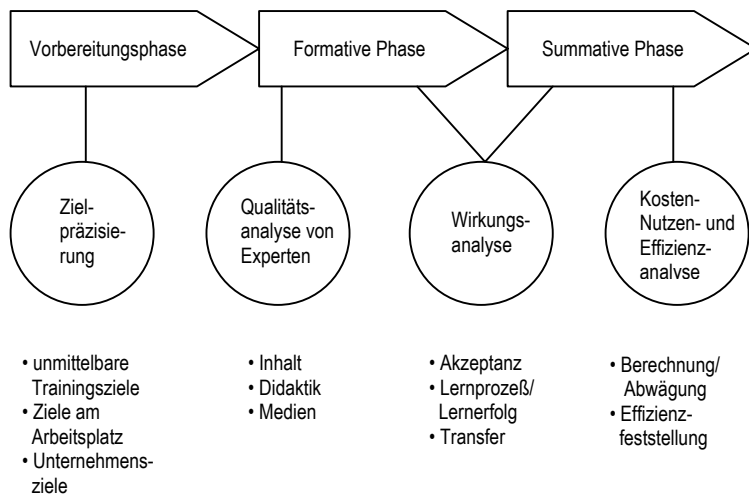 Vorbereitungsphase
Formative Phase
Summative Phase
Ziel-
präzisie-
rung
Qualitäts-
analyse von
Experten
Wirkungs-
analyse
Kosten-
Nutzen- und
Effizienz-
analvse
• unmittelbare
Trainingsziele
• Ziele am
Arbeitsplatz
• Unternehmens-
ziele
• Inhalt
• Didaktik
• Medien
• Akzeptanz
• Lernprozeß/
Lernerfolg
• Transfer
• Berechnung/
Abwägung
• Effizienz-
feststellung